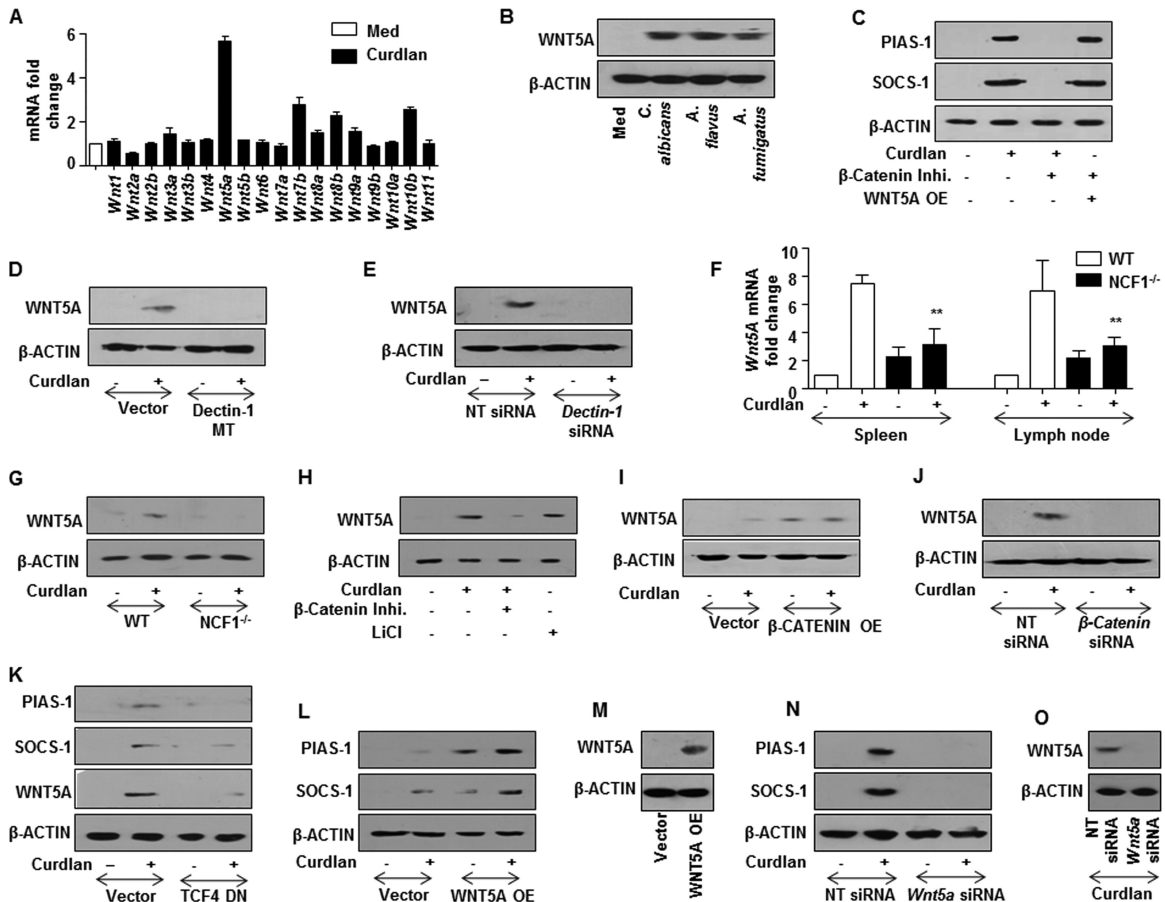 A
6
4
2
0
mRNA fold
change
Med
Curdlan
Wnt1
Wnt2a
Wnt2b
Wnt3a
Wnt3b
Wnt4
Wnt5a
Wnt5b
Wnt6
Wnt7a
Wnt7b
Wnt8a
Wnt8b
Wnt9a
Wnt9b
Wnt10a
Wnt10b
Wnt11
B
WNT5A
β-ACTIN
Med
C. albicans
A. flavus
A. fumigatus
C
PIAS-1
SOCS-1
β-ACTIN
Curdlan - + + -
β-Catenin Inhi. - - + +
WNT5A OE - - - +
D
WNT5A
β-ACTIN
Curdlan - + - +
Vector Dectin-1
MT
E
WNT5A
β-ACTIN
Curdlan – + - +
NT siRNA Dectin-1
siRNA
F
Wnt5A mRNA
fold change
10
8
6
4
2
0
WT
NCF1-/-
** **
Curdlan - + - + - + - +
Spleen Lymph node
G
WNT5A
β-ACTIN
Curdlan - + - +
WT NCF1-/-
H
WNT5A
β-ACTIN
Curdlan - + + -
β-Catenin Inhi. - - + -
LiCl - - - +
I
WNT5A
β-ACTIN
Curdlan - + - +
Vector β-CATENIN OE
J
WNT5A
β-ACTIN
Curdlan - + - +
NT β-Catenin
siRNA siRNA
K
PIAS-1
SOCS-1
WNT5A
β-ACTIN
Curdlan – + - +
Vector TCF4 DN
L
PIAS-1
SOCS-1
β-ACTIN
Curdlan - + - +
Vector WNT5A OE
M
WNT5A
β-ACTIN
Vector
WNT5A OE
N
PIAS-1
SOCS-1
β-ACTIN
Curdlan - + - +
NT siRNA Wnt5a siRNA
O
WNT5A
β-ACTIN
NT
siRNA
Wnt5a
siRNA
Curdlan